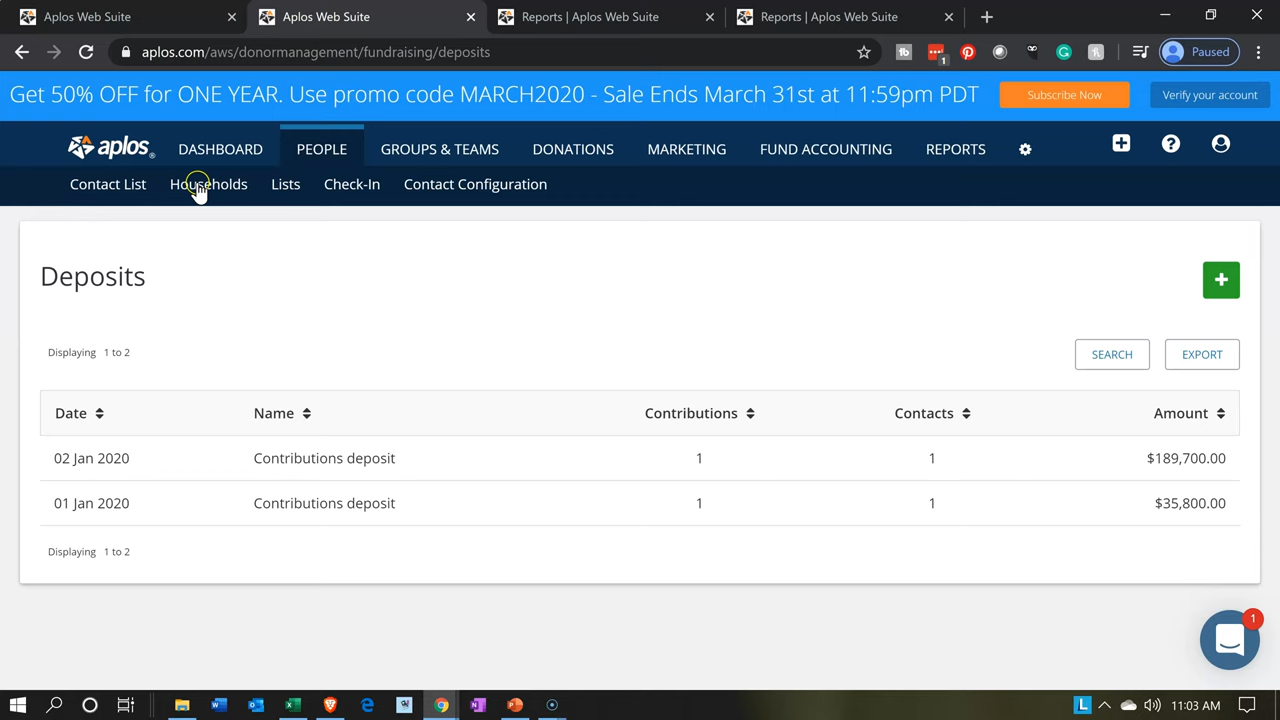 Aplos Web Suite
Aplos Web Suite
Reports | Aplos Web Suite
Reports | Aplos Web Suite
aplos.com/aws/donormanagement/fundraising/deposits
1
Paused
Get 50% OFF for ONE YEAR. Use promo code MARCH2020 - Sale Ends March 31st at 11:59pm PDT
Subscribe Now
Verify your account
aplos
DASHBOARD
PEOPLE
GROUPS & TEAMS
DONATIONS
MARKETING
FUND ACCOUNTING
REPORTS
Contact List
Households
Lists
Check-In
Contact Configuration
Deposits
Displaying 1 to 2
SEARCH
EXPORT
Date Name Contributions Contacts Amount
02 Jan 2020 Contributions deposit 1 1 $189,700.00
01 Jan 2020 Contributions deposit 1 1 $35,800.00
Displaying 1 to 2
1
11:03 AM